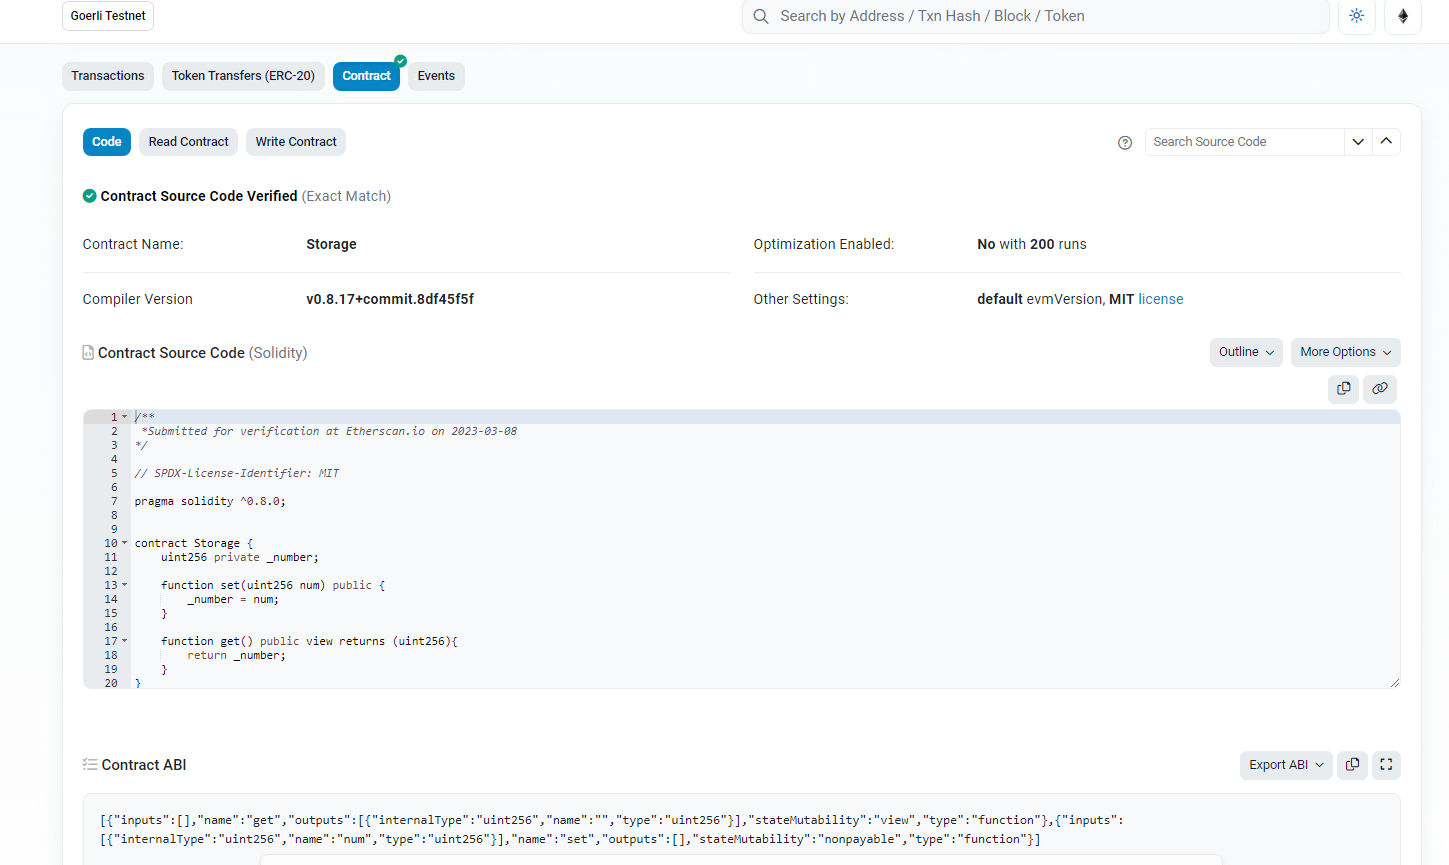 Goerli Testnet
Search by Address / Txn Hash / Block / Token
Transactions
Token Transfers (ERC-20)
Contract
Events
Code
Read Contract
Write Contract
Search Source Code
Contract Source Code Verified (Exact Match)
Contract Name:
Storage
Optimization Enabled:
No with 200 runs
Compiler Version
v0.8.17+commit.8df45f5f
Other Settings:
default evmVersion, MIT license
Contract Source Code (Solidity)
Outline
More Options
1 /**
2 *Submitted for verification at Etherscan.io on 2023-03-08
3 */
4
5 // SPDX-License-Identifier: MIT
6
7 pragma solidity ^0.8.0;
8
9
10 contract Storage {
11 uint256 private _number;
12
13 function set(uint256 num) public {
14 _number = num;
15 }
16
17 function get() public view returns (uint256){
18 return _number;
19 }
20 }
Contract ABI
Export ABI
[{"inputs":[],"name":"get","outputs":[{"internalType":"uint256","name":"","type":"uint256"}],"stateMutability":"view","type":"function"},{"inputs":
[{"internalType":"uint256","name":"num","type":"uint256"}],"name":"set","outputs":[],"stateMutability":"nonpayable","type":"function"}]